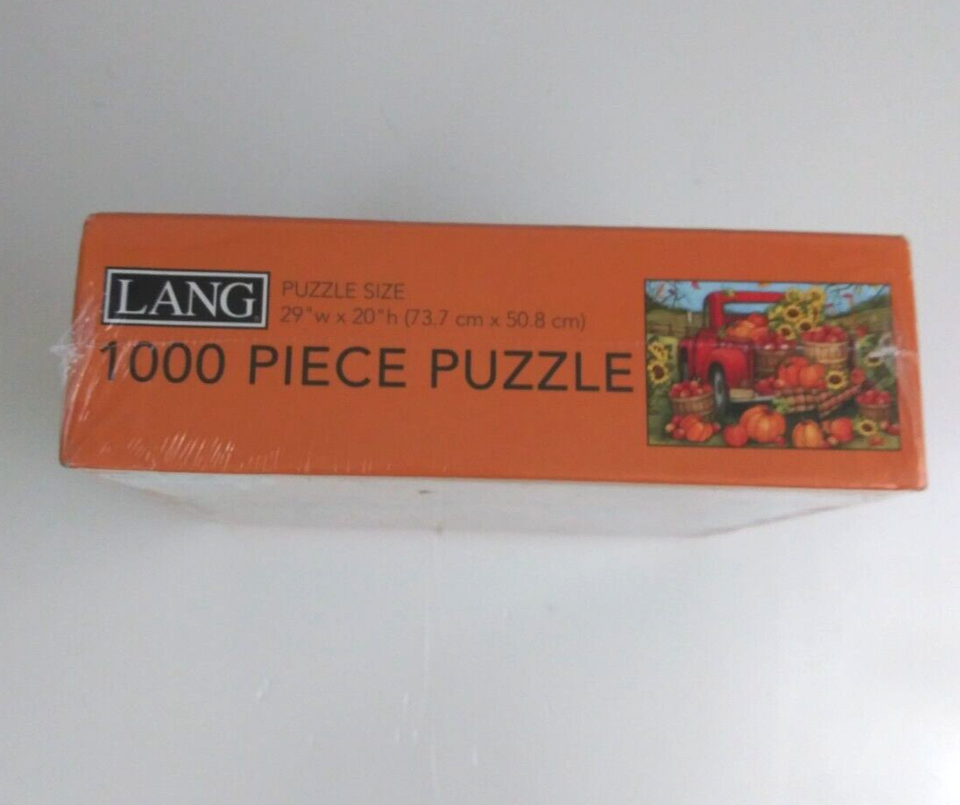 LANG
PUZZLE SIZE
29"w x 20"h (73.7 cm x 50.8 cm)
1000 PIECE PUZZLE